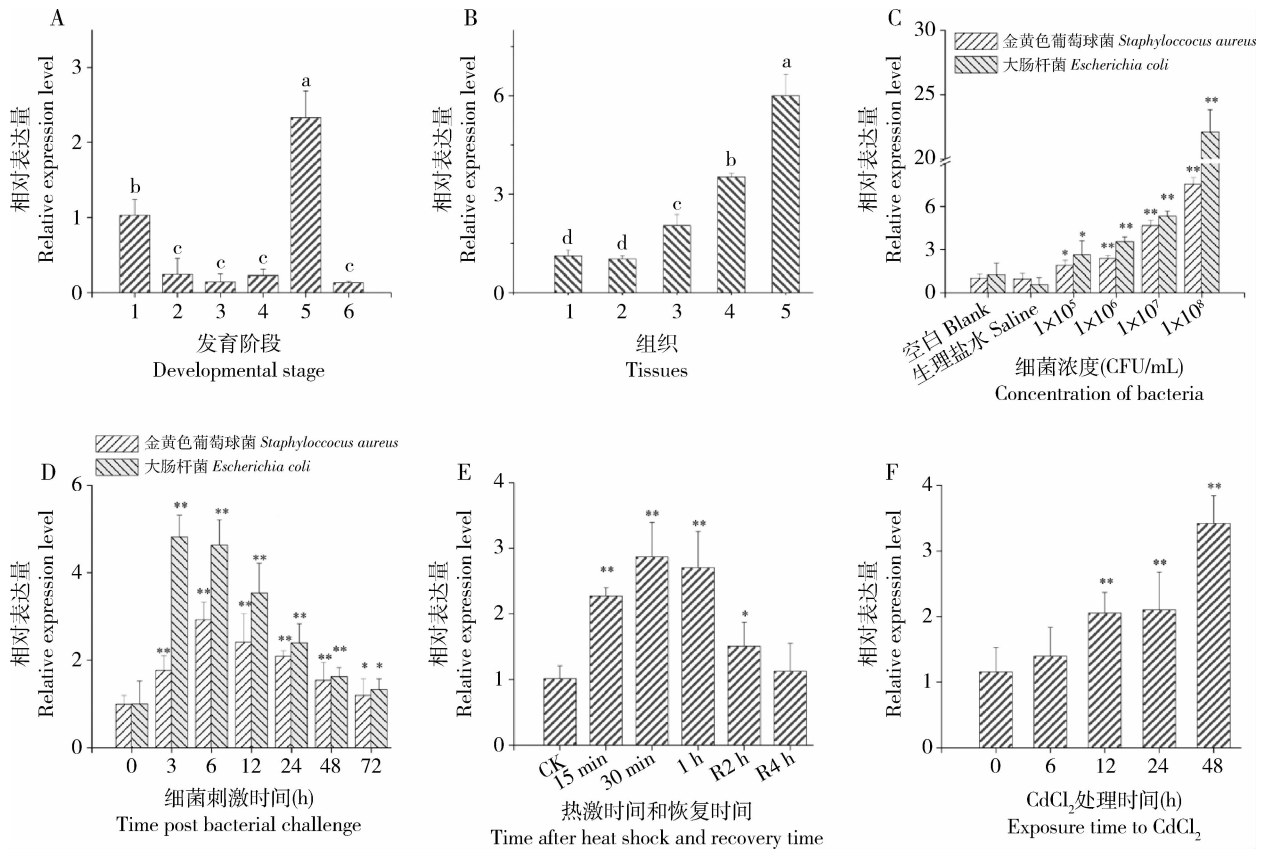 A
相对表达量
Relative expression level
3
2
1
0
b
c
c
c
a
c
1 2 3 4 5 6
发育阶段
Developmental stage
B
相对表达量
Relative expression level
6
3
0
d
d
c
b
a
1 2 3 4 5
组织
Tissues
C
金黄色葡萄球菌 Staphyloccocus aureus
大肠杆菌 Escherichia coli
相对表达量
Relative expression level
30
25
20
6
3
0
* * ** ** ** ** ** **
空白 Blank
生理盐水 Saline
1×10⁵
1×10⁶
1×10⁷
1×10⁸
细菌浓度(CFU/mL)
Concentration of bacteria
D
金黄色葡萄球菌 Staphyloccocus aureus
大肠杆菌 Escherichia coli
相对表达量
Relative expression level
6
4
2
0
** ** ** ** ** ** ** ** ** ** * *
0 3 6 12 24 48 72
细菌刺激时间(h)
Time post bacterial challenge
E
相对表达量
Relative expression level
4
3
2
1
0
** ** ** *
CK
15 min
30 min
1 h
R2 h
R4 h
热激时间和恢复时间
Time after heat shock and recovery time
F
相对表达量
Relative expression level
4
3
2
1
0
** ** **
0 6 12 24 48
CdCl₂处理时间(h)
Exposure time to CdCl₂